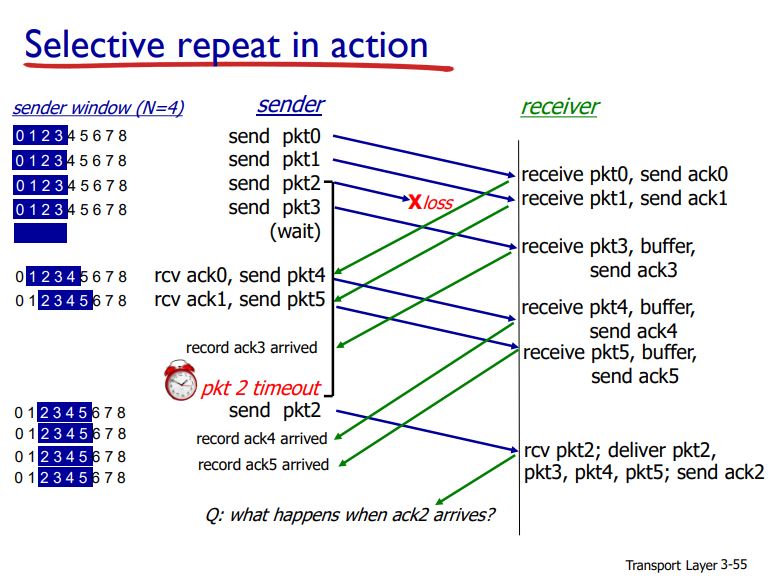 Selective repeat in action
sender window (N=4)
sender
receiver
0 1 2 3 4 5 6 7 8
send pkt0
0 1 2 3 4 5 6 7 8
send pkt1
0 1 2 3 4 5 6 7 8
send pkt2
0 1 2 3 4 5 6 7 8
send pkt3
(wait)
X loss
receive pkt0, send ack0
receive pkt1, send ack1
receive pkt3, buffer,
send ack3
0 1 2 3 4 5 6 7 8
rcv ack0, send pkt4
0 1 2 3 4 5 6 7 8
rcv ack1, send pkt5
receive pkt4, buffer,
send ack4
receive pkt5, buffer,
send ack5
record ack3 arrived
pkt 2 timeout
0 1 2 3 4 5 6 7 8
send pkt2
0 1 2 3 4 5 6 7 8
record ack4 arrived
0 1 2 3 4 5 6 7 8
record ack5 arrived
0 1 2 3 4 5 6 7 8
rcv pkt2; deliver pkt2,
pkt3, pkt4, pkt5; send ack2
Q: what happens when ack2 arrives?
Transport Layer 3-55